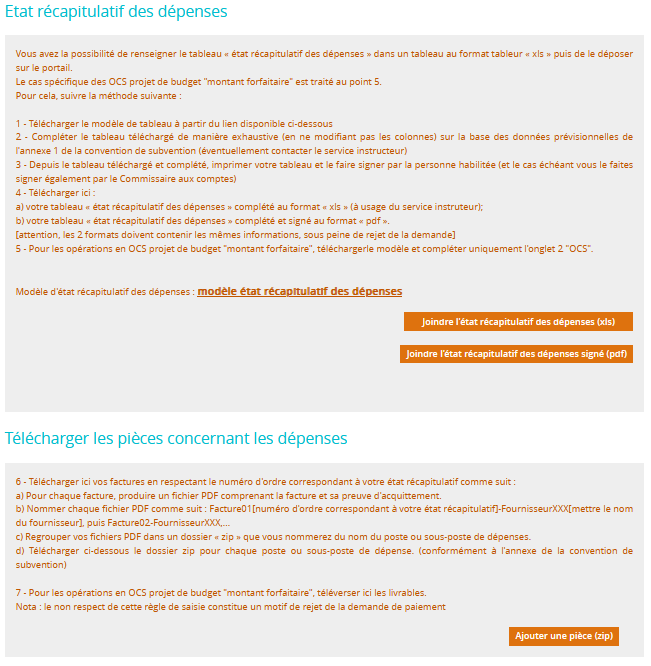 Etat récapitulatif des dépenses
Vous avez la possibilité de renseigner le tableau « état récapitulatif des dépenses » dans un tableau au format tableur « xls » puis de le déposer
sur le portail.
Le cas spécifique des OCS projet de budget "montant forfaitaire" est traité au point 5.
Pour cela, suivre la méthode suivante :
1 - Télécharger le modèle de tableau à partir du lien disponible ci-dessous
2 - Compléter le tableau téléchargé de manière exhaustive (en ne modifiant pas les colonnes) sur la base des données prévisionnelles de
l'annexe 1 de la convention de subvention (éventuellement contacter le service instructeur)
3 - Depuis le tableau téléchargé et complété, imprimer votre tableau et le faire signer par la personne habilitée (et le cas échéant vous le faites
signer également par le Commissaire aux comptes)
4 - Télécharger ici :
a) votre tableau « état récapitulatif des dépenses » complété au format « xls » (à usage du service instruteur);
b) votre tableau « état récapitulatif des dépenses » complété et signé au format « pdf ».
[attention, les 2 formats doivent contenir les mêmes informations, sous peine de rejet de la demande]
5 - Pour les opérations en OCS projet de budget "montant forfaitaire", téléchargerle modèle et compléter uniquement l'onglet 2 "OCS".
Modèle d'état récapitulatif des dépenses : modèle état récapitulatif des dépenses
Joindre l'état récapitulatif des dépenses (xls)
Joindre l'état récapitulatif des dépenses signé (pdf)
Télécharger les pièces concernant les dépenses
6 - Télécharger ici vos factures en respectant le numéro d'ordre correspondant à votre état récapitulatif comme suit :
a) Pour chaque facture, produire un fichier PDF comprenant la facture et sa preuve d'acquittement.
b) Nommer chaque fichier PDF comme suit : Facture01[numéro d'ordre correspondant à votre état récapitulatif]-FournisseurXXX[mettre le nom
du fournisseur], puis Facture02-FournisseurXXX,...
c) Regrouper vos fichiers PDF dans un dossier « zip » que vous nommerez du nom du poste ou sous-poste de dépenses.
d) Télécharger ci-dessous le dossier zip pour chaque poste ou sous-poste de dépense. (conformément à l'annexe de la convention de
subvention)
7 - Pour les opérations en OCS projet de budget "montant forfaitaire", téléverser ici les livrables.
Nota : le non respect de cette règle de saisie constitue un motif de rejet de la demande de paiement
Ajouter une pièce (zip)